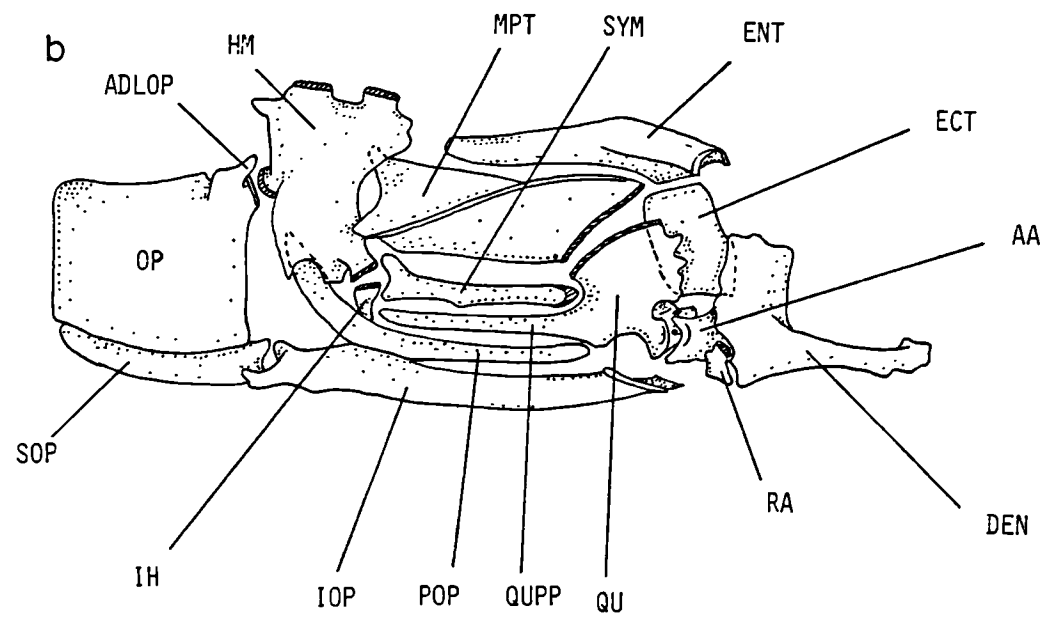 b
HM
MPT
SYM
ENT
ADLOP
ECT
OP
AA
SOP
RA
DEN
IH
IOP
POP
QUPP
QU